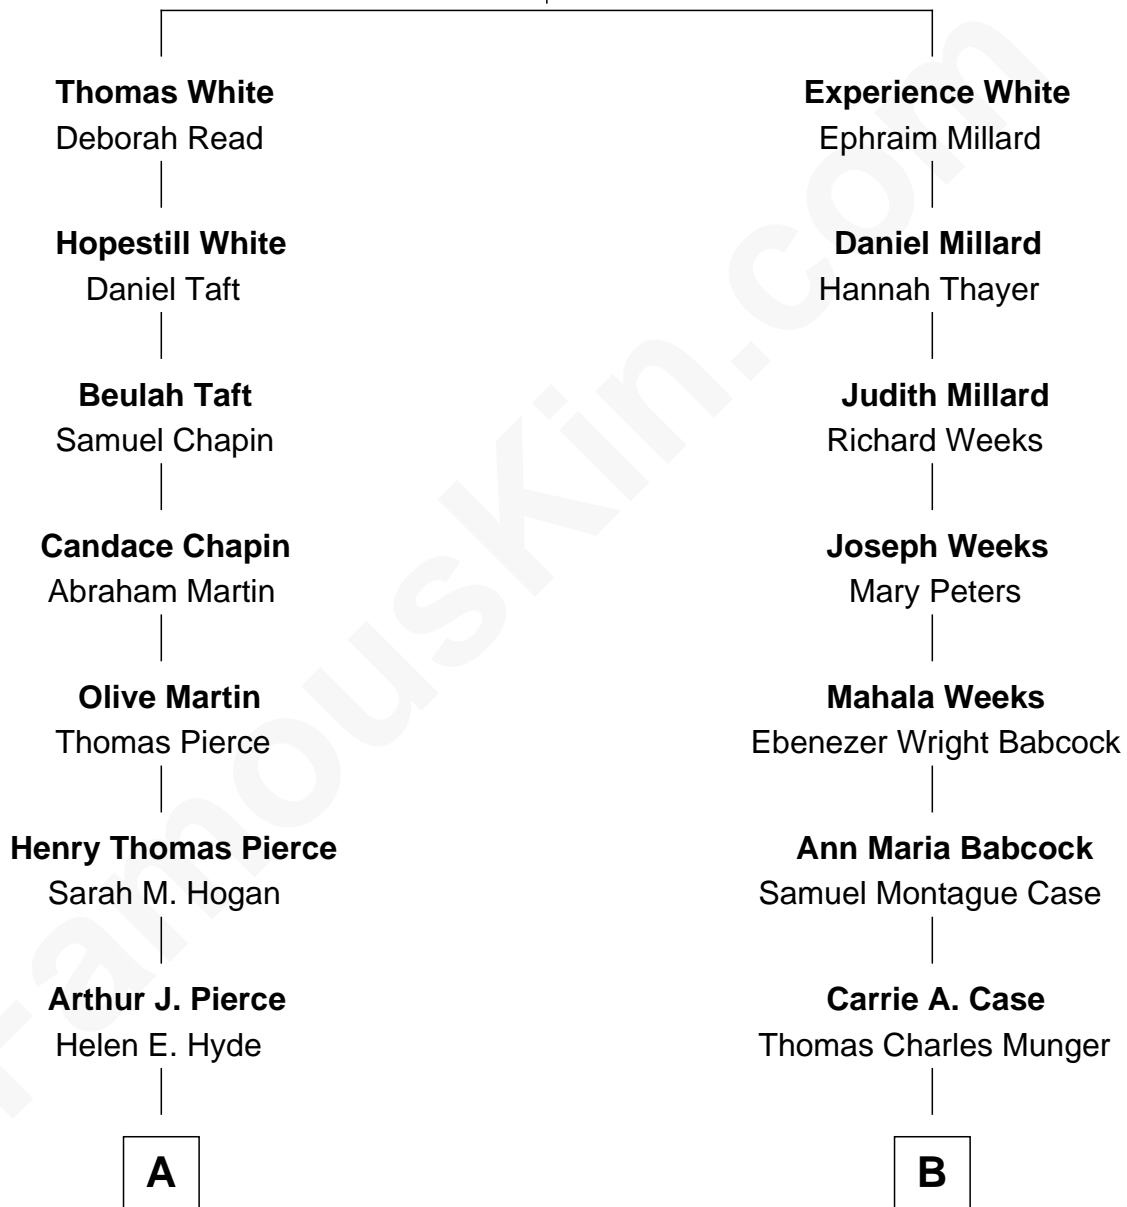 Thomas White
Deborah Read
Hopestill White
Daniel Taft
Beulah Taft
Samuel Chapin
Candace Chapin
Abraham Martin
Olive Martin
Thomas Pierce
Henry Thomas Pierce
Sarah M. Hogan
Arthur J. Pierce
Helen E. Hyde
A
Experience White
Ephraim Millard
Daniel Millard
Hannah Thayer
Judith Millard
Richard Weeks
Joseph Weeks
Mary Peters
Mahala Weeks
Ebenezer Wright Babcock
Ann Maria Babcock
Samuel Montague Case
Carrie A. Case
Thomas Charles Munger
B
FamousKin.com